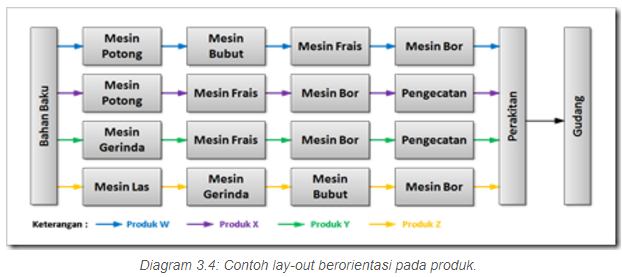 Bahan Baku
Mesin
Potong
Mesin
Bubut
Mesin Frais
Mesin Bor
Mesin
Potong
Mesin Frais
Mesin Bor
Pengecatan
Mesin
Gerinda
Mesin Frais
Mesin Bor
Pengecatan
Mesin Las
Mesin
Gerinda
Mesin
Bubut
Mesin Bor
Perakitan
Gudang
Keterangan : Produk W Produk X Produk Y Produk Z
Diagram 3.4: Contoh lay-out berorientasi pada produk.